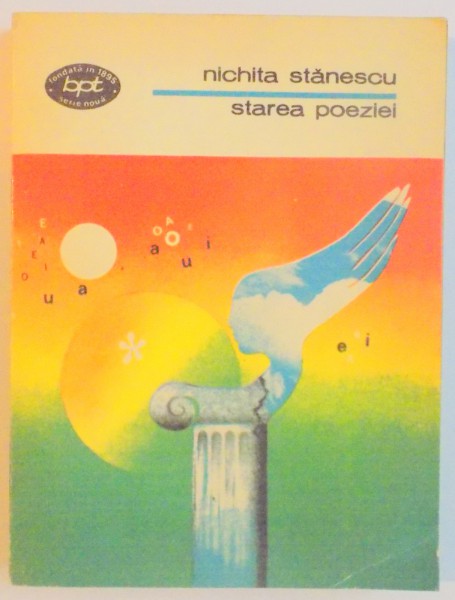 fondată în 1895
bpt
serie nouă
nichita stănescu
starea poeziei
a u i
u a
e i